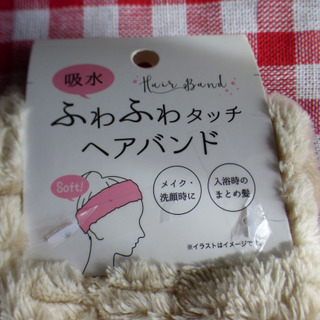 吸水
Hair Band
ふわふわタッチ
ヘアバンド
Soft!
メイク・
洗顔時に
入浴時の
まとめ髪
※イラストはイメージです。